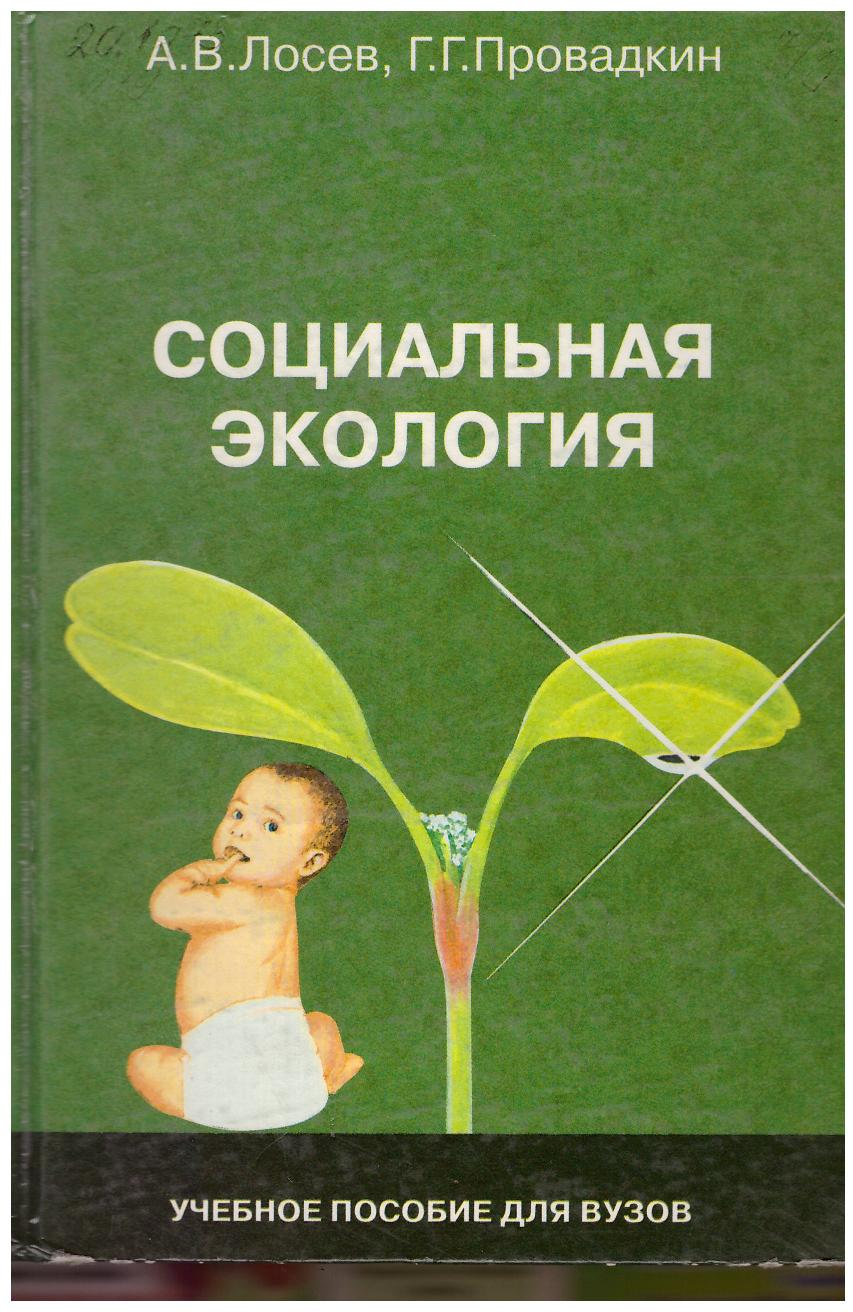 А.В.Лосев, Г.Г.Провадкин
СОЦИАЛЬНАЯ
ЭКОЛОГИЯ
УЧЕБНОЕ ПОСОБИЕ ДЛЯ ВУЗОВ